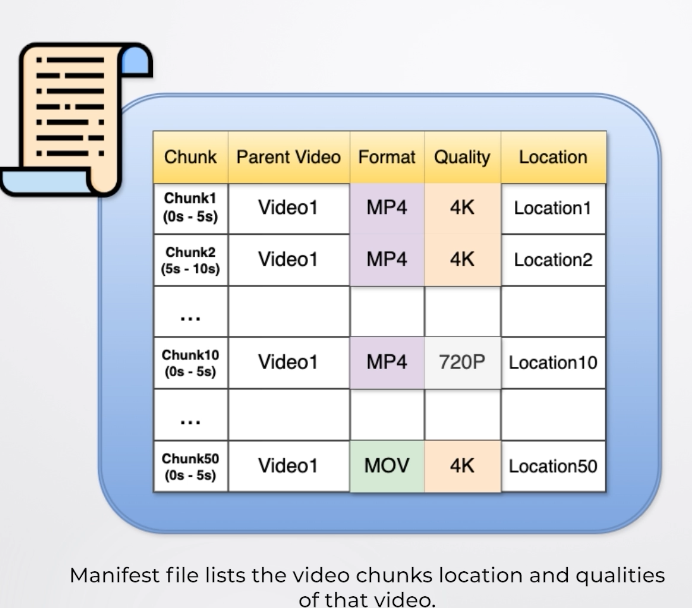 Chunk Parent Video Format Quality Location
Chunk1
(0s - 5s) Video1 MP4 4K Location1
Chunk2
(5s - 10s) Video1 MP4 4K Location2
...
Chunk10
(0s - 5s) Video1 MP4 720P Location10
...
Chunk50
(0s - 5s) Video1 MOV 4K Location50
Manifest file lists the video chunks location and qualities
of that video.